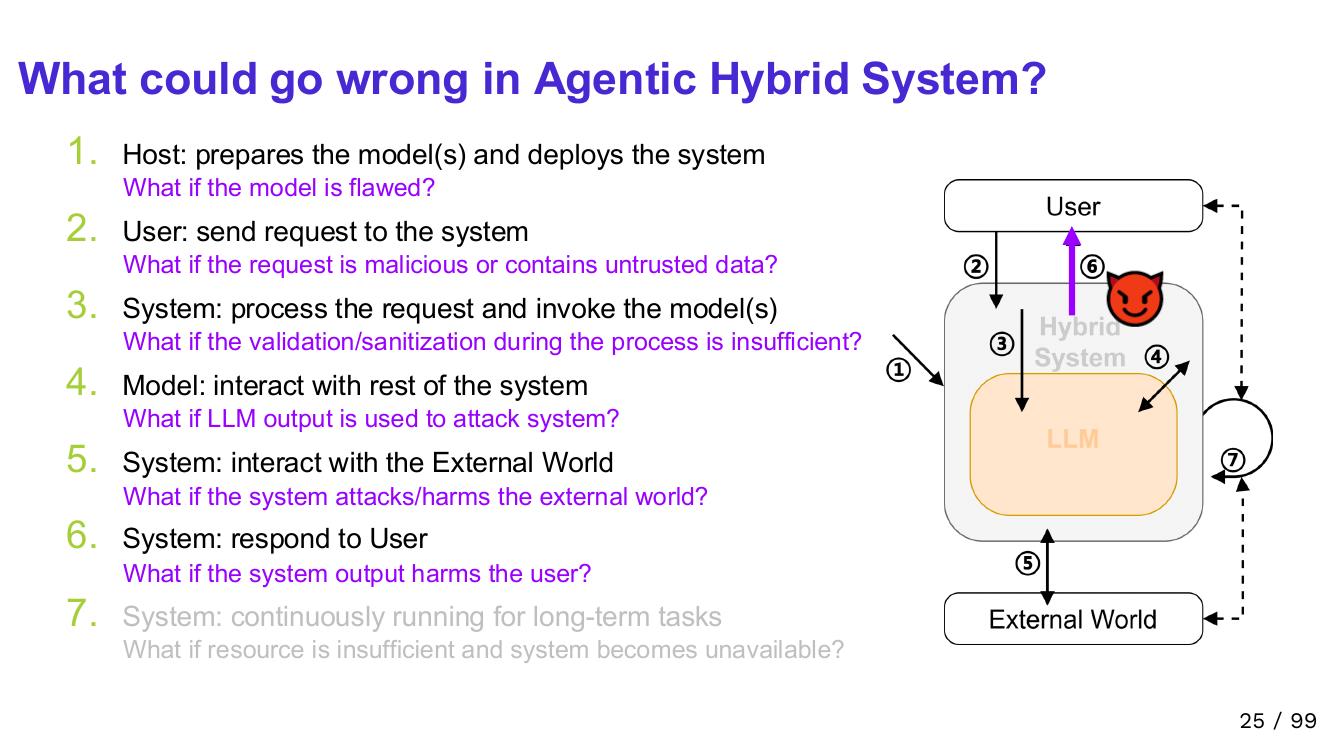 What could go wrong in Agentic Hybrid System?
1. Host: prepares the model(s) and deploys the system
What if the model is flawed?
2. User: send request to the system
What if the request is malicious or contains untrusted data?
3. System: process the request and invoke the model(s)
What if the validation/sanitization during the process is insufficient?
4. Model: interact with rest of the system
What if LLM output is used to attack system?
5. System: interact with the External World
What if the system attacks/harms the external world?
6. System: respond to User
What if the system output harms the user?
7. System: continuously running for long-term tasks
What if resource is insufficient and system becomes unavailable?
User
② ⑥
Hybrid
System
③ ④
①
LLM
⑦
⑤
External World
25 / 99